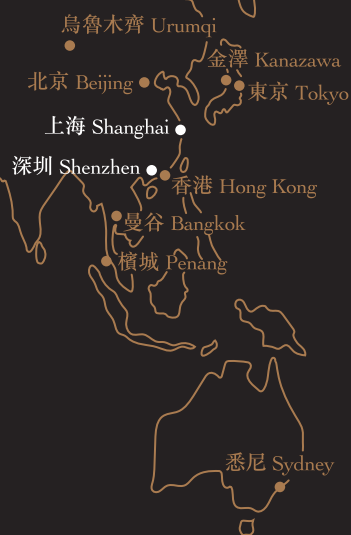 烏魯木齊 Urumqi
金澤 Kanazawa
北京 Beijing
東京 Tokyo
上海 Shanghai
深圳 Shenzhen
香港 Hong Kong
曼谷 Bangkok
檳城 Penang
悉尼 Sydney